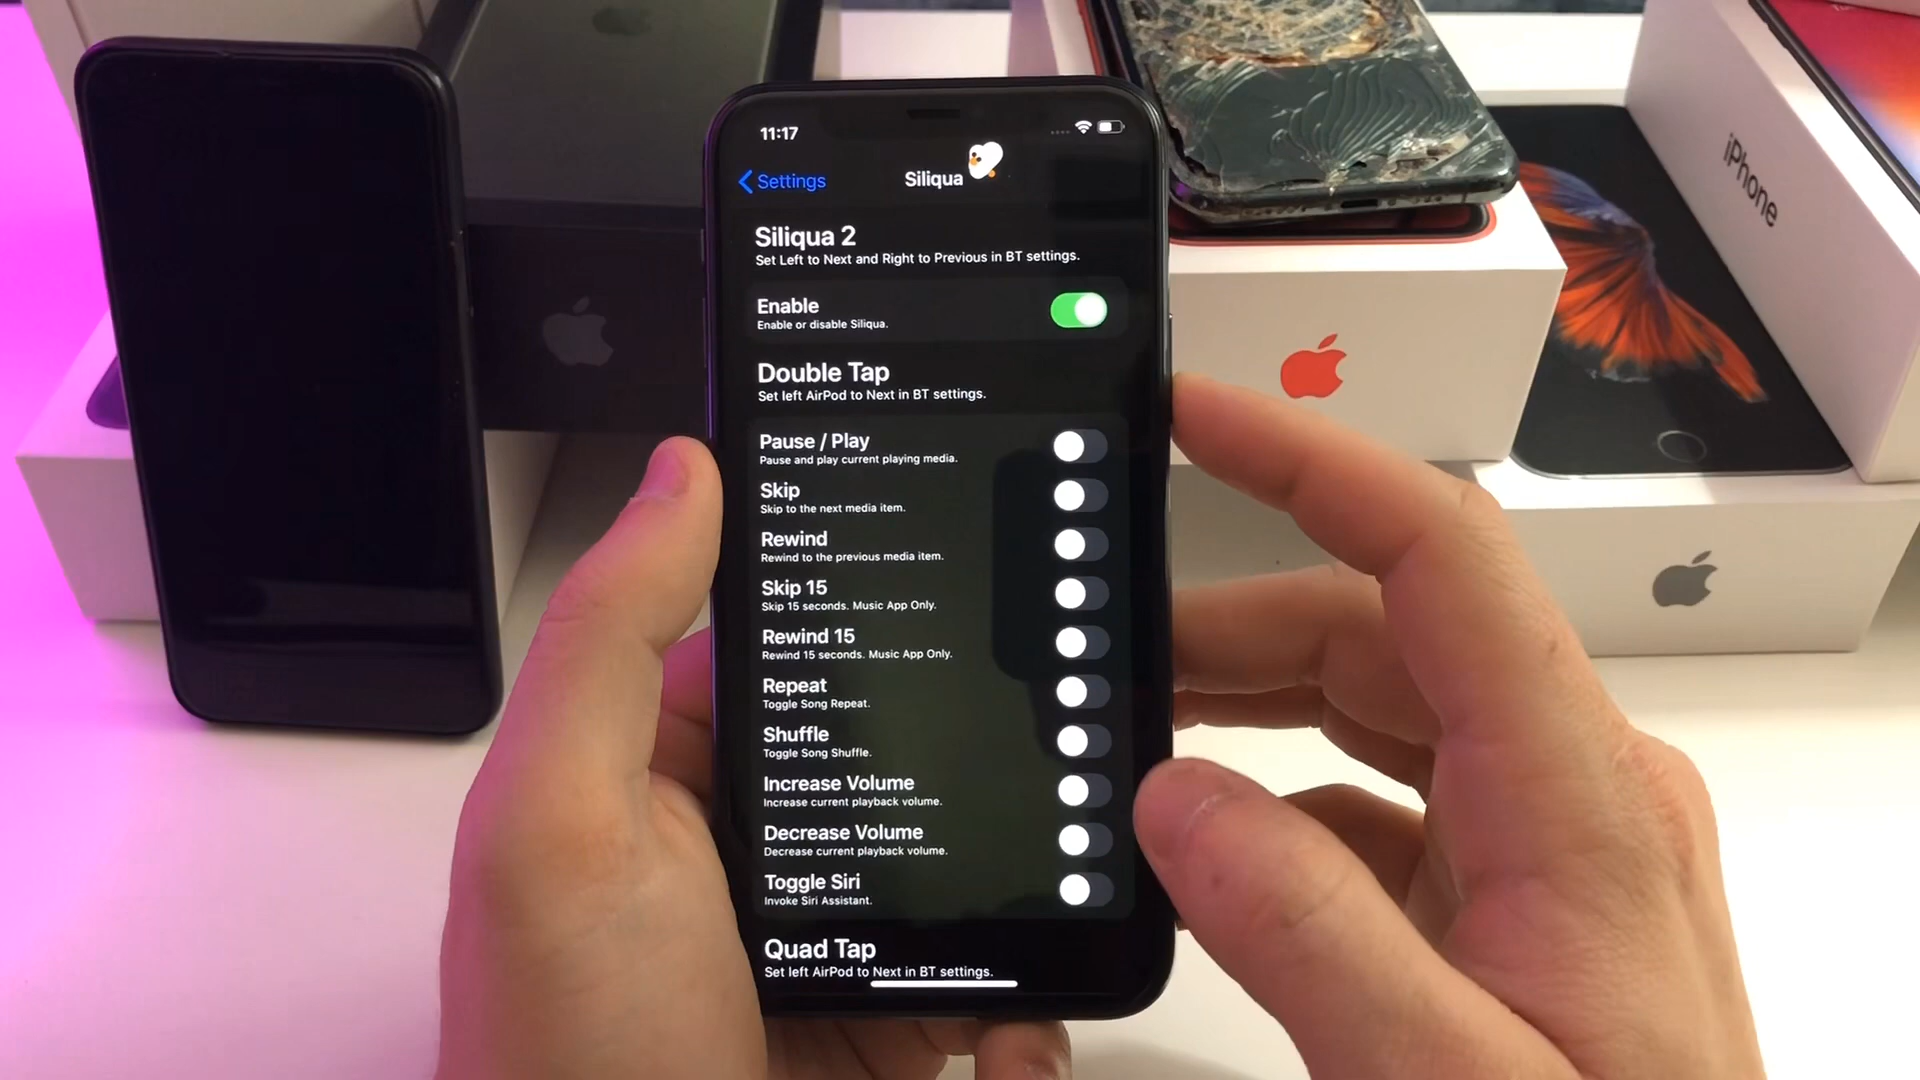 11:17
Settings
Siliqua
Siliqua 2
Set Left to Next and Right to Previous in BT settings.
Enable
Enable or disable Siliqua.
Double Tap
Set left AirPod to Next in BT settings.
Pause / Play
Pause and play current playing media.
Skip
Skip to the next media item.
Rewind
Rewind to the previous media item.
Skip 15
Skip 15 seconds. Music App Only.
Rewind 15
Rewind 15 seconds. Music App Only.
Repeat
Toggle Song Repeat.
Shuffle
Toggle Song Shuffle.
Increase Volume
Increase current playback volume.
Decrease Volume
Decrease current playback volume.
Toggle Siri
Invoke Siri Assistant.
Quad Tap
Set left AirPod to Next in BT settings.
iPhone